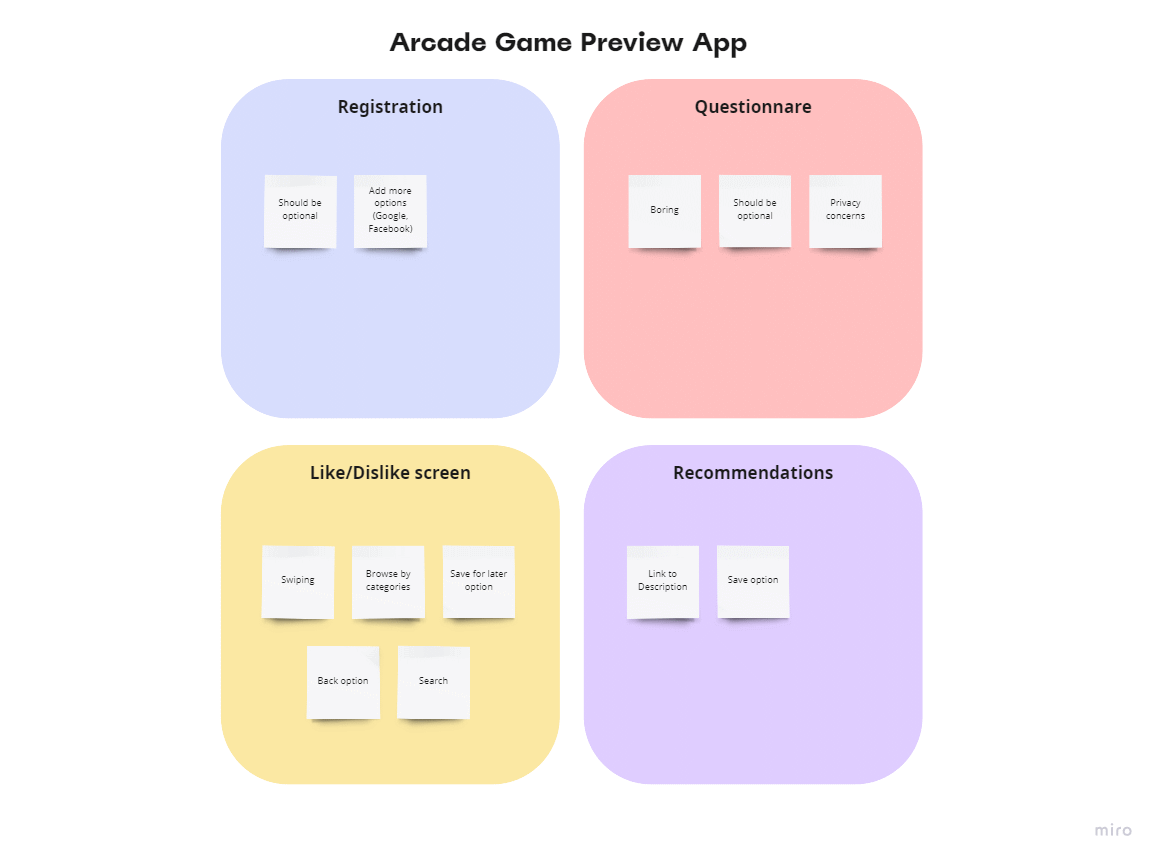 Arcade Game Preview App
Registration
Should be
optional
Add more
options
(Google,
Facebook)
Questionnare
Boring
Should be
optional
Privacy
concerns
Like/Dislike screen
Swiping
Browse by
categories
Save for later
option
Back option
Search
Recommendations
Link to
Description
Save option
miro